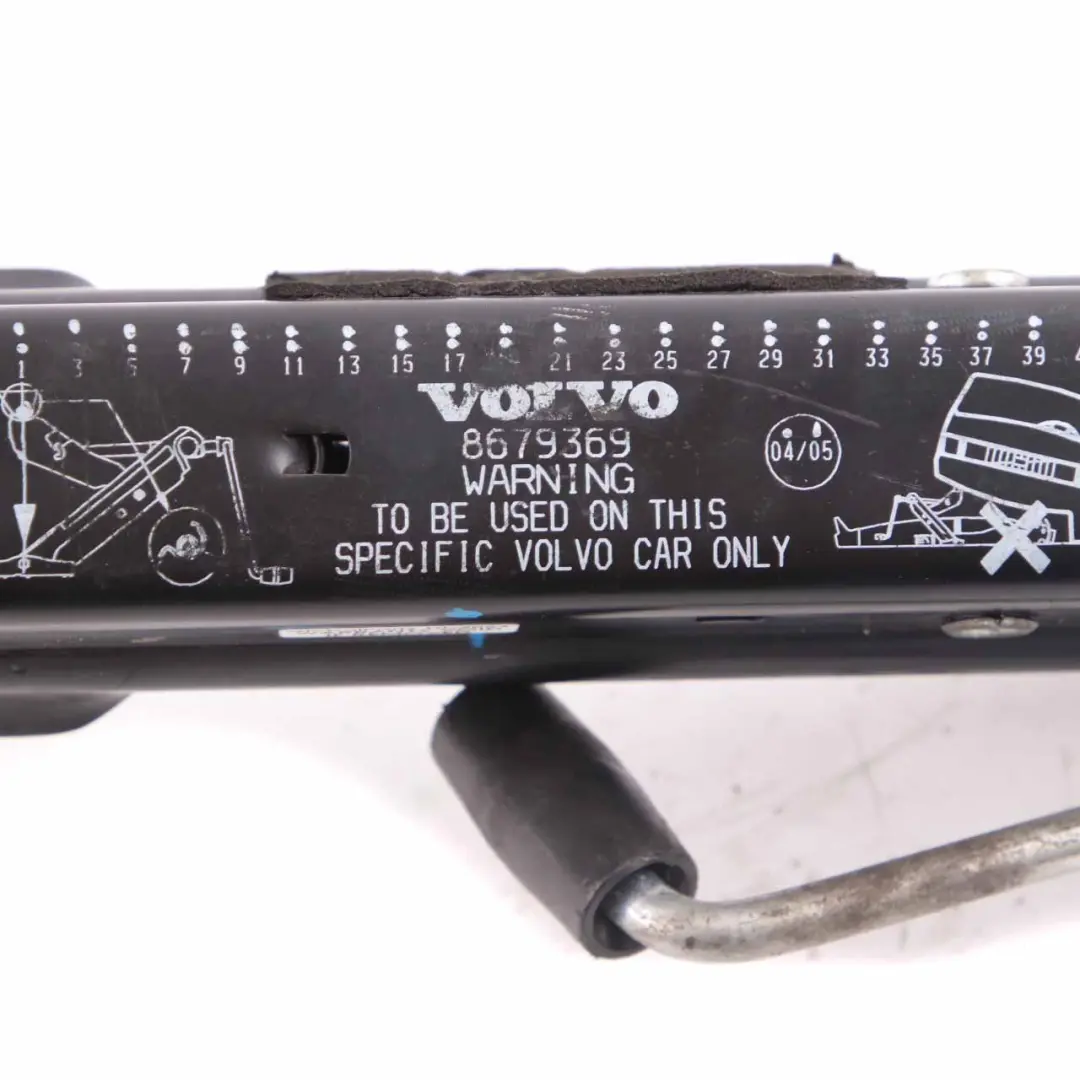 1 3 5 7 9 11 13 15 17 21 23 25 27 29 31 33 35 37 39
VOLVO
8679369
04/05
WARNING
TO BE USED ON THIS
SPECIFIC VOLVO CAR ONLY